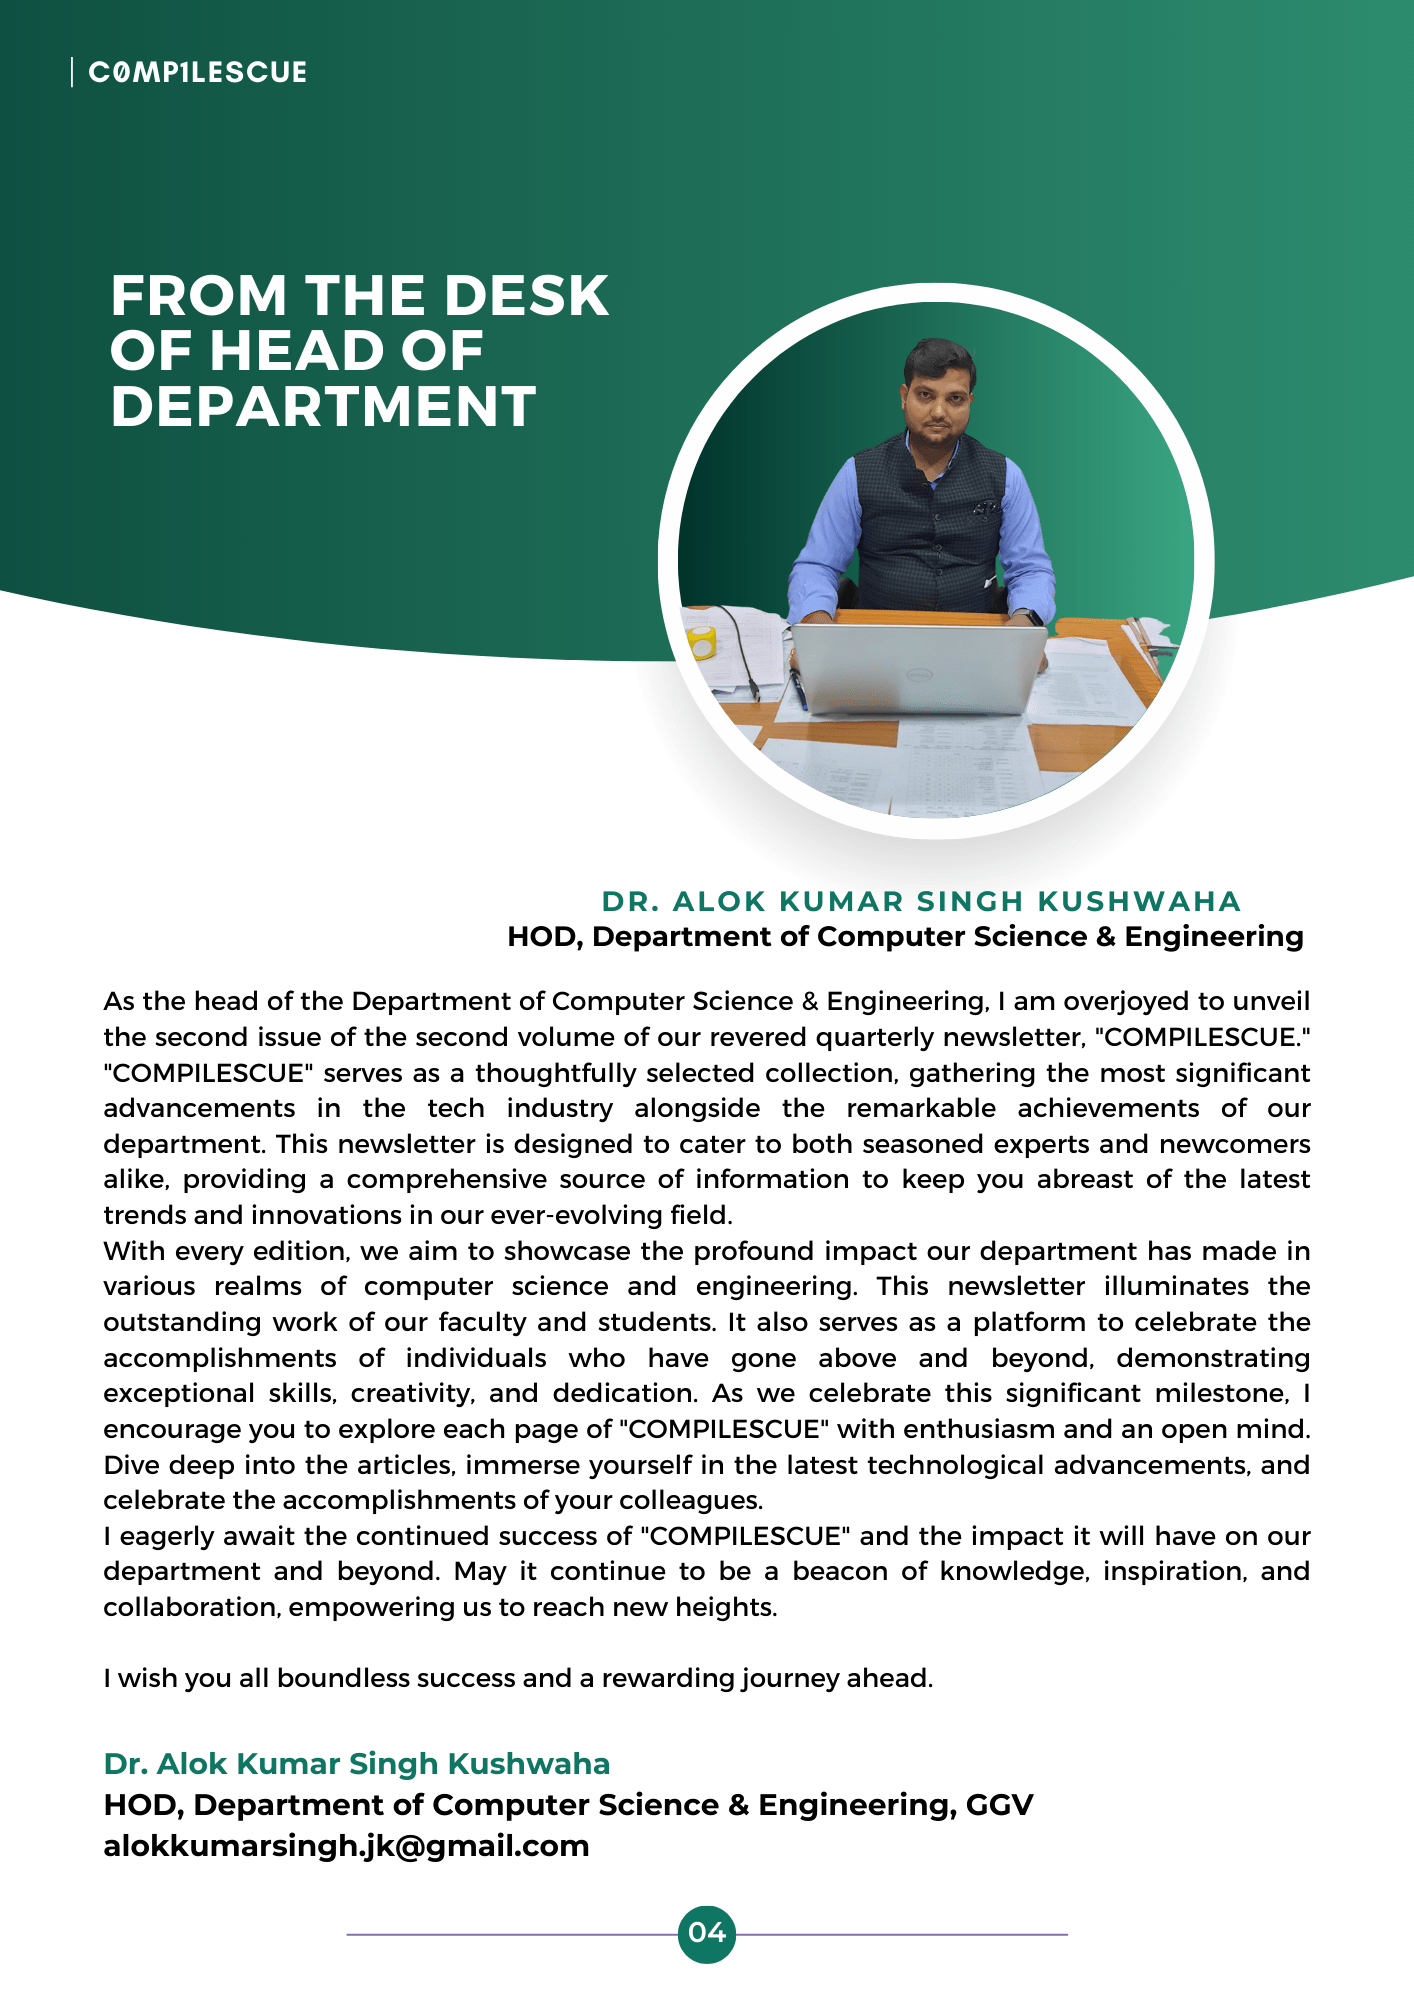 C0MP1LESCUE
FROM THE DESK
OF HEAD OF
DEPARTMENT
DR. ALOK KUMAR SINGH KUSHWAHA
HOD, Department of Computer Science & Engineering
As the head of the Department of Computer Science & Engineering, I am overjoyed to unveil
the second issue of the second volume of our revered quarterly newsletter, "COMPILESCUE."
"COMPILESCUE" serves as a thoughtfully selected collection, gathering the most significant
advancements in the tech industry alongside the remarkable achievements of our
department. This newsletter is designed to cater to both seasoned experts and newcomers
alike, providing a comprehensive source of information to keep you abreast of the latest
trends and innovations in our ever-evolving field.
With every edition, we aim to showcase the profound impact our department has made in
various realms of computer science and engineering. This newsletter illuminates the
outstanding work of our faculty and students. It also serves as a platform to celebrate the
accomplishments of individuals who have gone above and beyond, demonstrating
exceptional skills, creativity, and dedication. As we celebrate this significant milestone, I
encourage you to explore each page of "COMPILESCUE" with enthusiasm and an open mind.
Dive deep into the articles, immerse yourself in the latest technological advancements, and
celebrate the accomplishments of your colleagues.
I eagerly await the continued success of "COMPILESCUE" and the impact it will have on our
department and beyond. May it continue to be a beacon of knowledge, inspiration, and
collaboration, empowering us to reach new heights.
I wish you all boundless success and a rewarding journey ahead.
Dr. Alok Kumar Singh Kushwaha
HOD, Department of Computer Science & Engineering, GGV
alokkumarsingh.jk@gmail.com
04